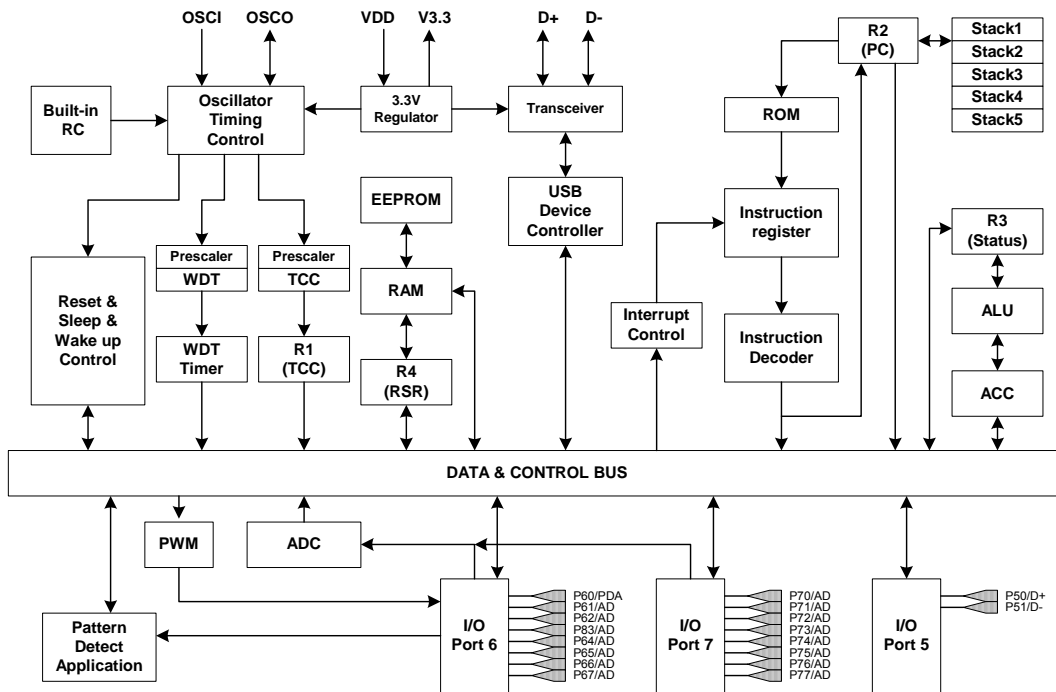 OSCI
OSCO
VDD
V3.3
D+
D-
R2
(PC)
Stack1
Stack2
Stack3
Stack4
Stack5
Built-in
RC
Oscillator
Timing
Control
3.3V
Regulator
Transceiver
ROM
EEPROM
USB
Device
Controller
Instruction
register
R3
(Status)
Prescaler
WDT
Prescaler
TCC
RAM
Reset &
Sleep &
Wake up
Control
Interrupt
Control
ALU
WDT
Timer
R1
(TCC)
R4
(RSR)
Instruction
Decoder
ACC
DATA & CONTROL BUS
PWM
ADC
Pattern
Detect
Application
I/O
Port 6
P60/PDA
P61/AD
P62/AD
P83/AD
P64/AD
P65/AD
P66/AD
P67/AD
I/O
Port 7
P70/AD
P71/AD
P72/AD
P73/AD
P74/AD
P75/AD
P76/AD
P77/AD
I/O
Port 5
P50/D+
P51/D-